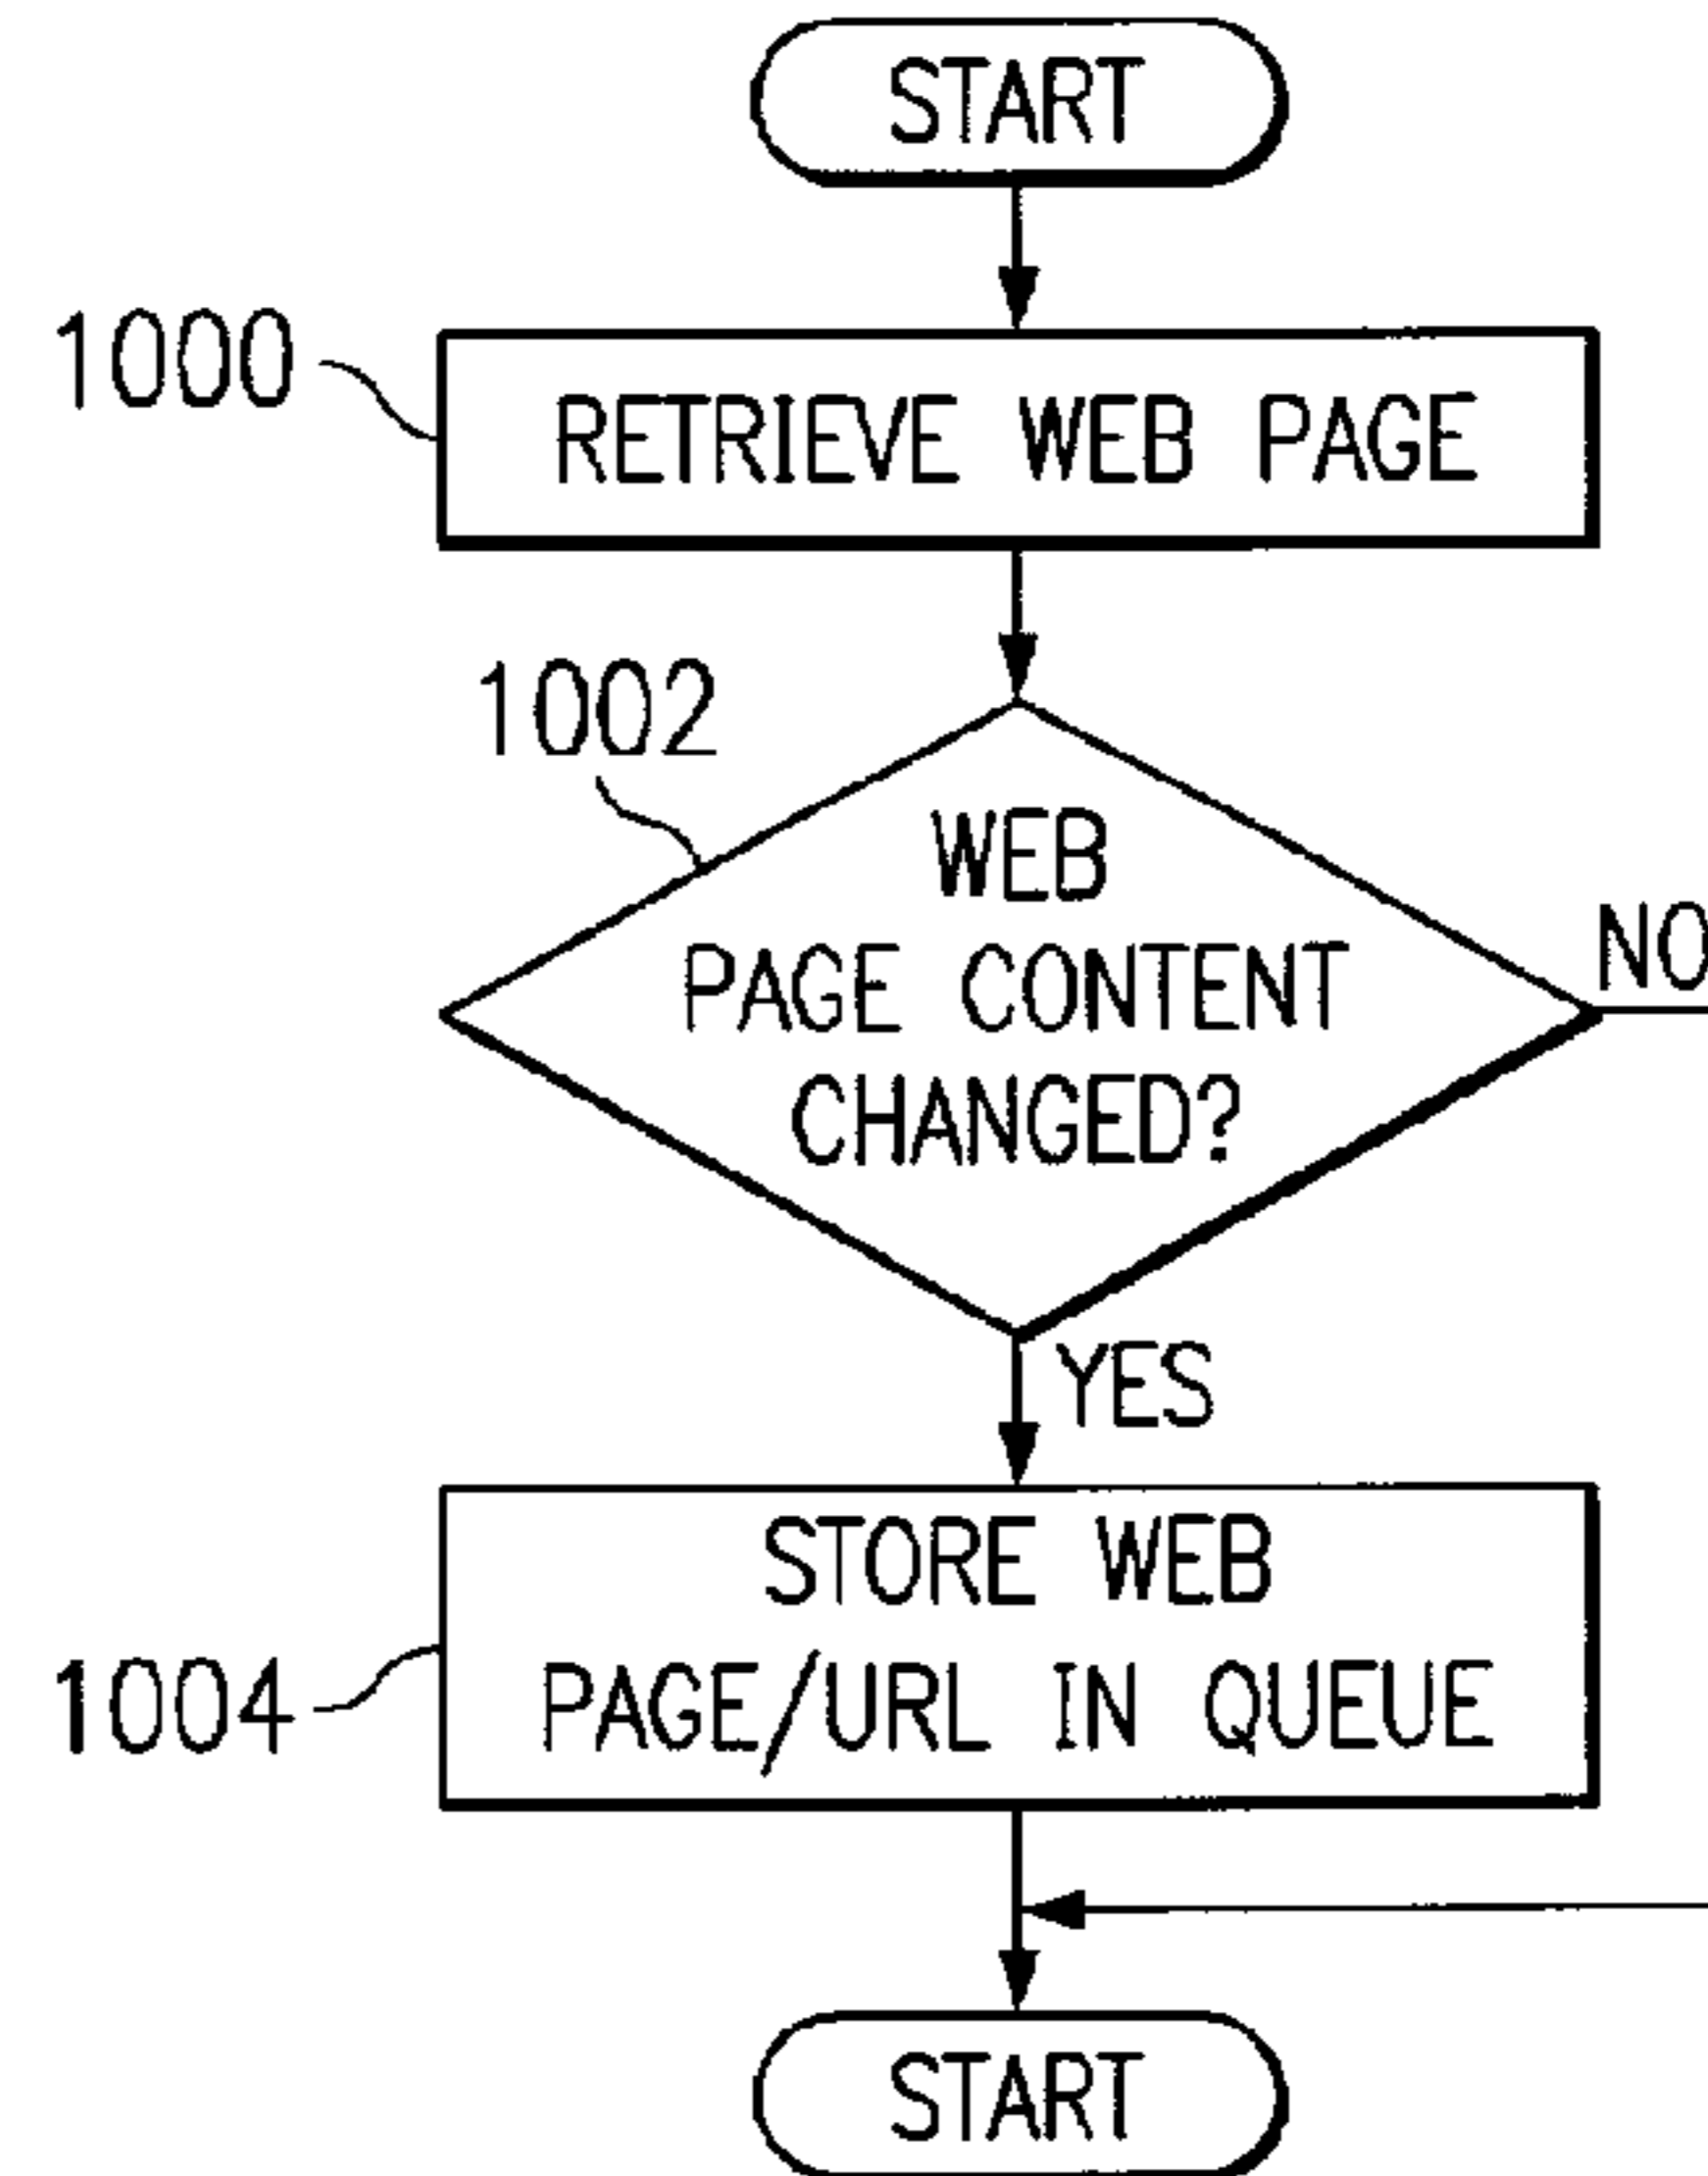 START
1000
RETRIEVE WEB PAGE
1002
WEB
PAGE CONTENT
CHANGED?
NO
YES
STORE WEB
PAGE/URL IN QUEUE
1004
START